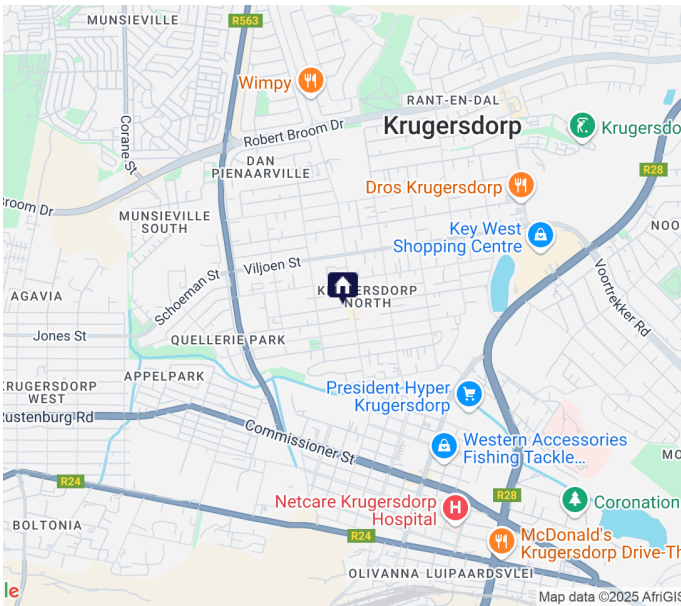 MUNSIEVILLE
R563
Wimpy
RANT-EN-DAL
Corane St
Robert Broom Dr
Krugersdorp
Krugersdo
DAN
PIENAARVILLE
R28
Dros Krugersdorp
Broom Dr
MUNSIEVILLE
SOUTH
Key West
Shopping Centre
NOO
Viljoen St
Schoeman St
Voortrekker Rd
AGAVIA
NORTH
Jones St
QUELLERIE PARK
APPELPARK
KRUGERSDORP
WEST
President Hyper
Krugersdorp
Rustenburg Rd
Commissioner St
Western Accessories
Fishing Tackle...
MO
R24
R28
Netcare Krugersdorp
Hospital
Coronation
BOLTONIA
R24
McDonald's
Krugersdorp Drive-Th
OLIVANNA
LUIPAARDSVLEI
le
Map data ©2025 AfriGIS